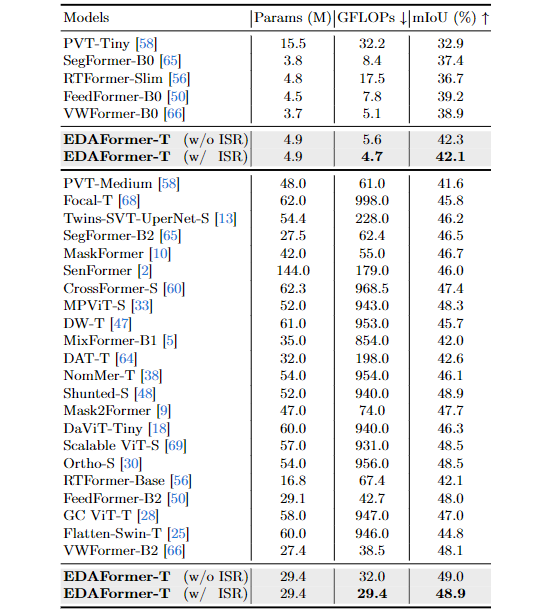 Models Params (M) GFLOPs ↓ mIoU (%) ↑
PVT-Tiny [58] 15.5 32.2 32.9
SegFormer-B0 [65] 3.8 8.4 37.4
RTFormer-Slim [56] 4.8 17.5 36.7
FeedFormer-B0 [50] 4.5 7.8 39.2
VWFormer-B0 [66] 3.7 5.1 38.9
EDAFormer-T (w/o ISR) 4.9 5.6 42.3
EDAFormer-T (w/ ISR) 4.9 4.7 42.1
PVT-Medium [58] 48.0 61.0 41.6
Focal-T [68] 62.0 998.0 45.8
Twins-SVT-UperNet-S [13] 54.4 228.0 46.2
SegFormer-B2 [65] 27.5 62.4 46.5
MaskFormer [10] 42.0 55.0 46.7
SenFormer [2] 144.0 179.0 46.0
CrossFormer-S [60] 62.3 968.5 47.4
MPViT-S [33] 52.0 943.0 48.3
DW-T [47] 61.0 953.0 45.7
MixFormer-B1 [5] 35.0 854.0 42.0
DAT-T [64] 32.0 198.0 42.6
NomMer-T [38] 54.0 954.0 46.1
Shunted-S [48] 52.0 940.0 48.9
Mask2Former [9] 47.0 74.0 47.7
DaViT-Tiny [18] 60.0 940.0 46.3
Scalable ViT-S [69] 57.0 931.0 48.5
Ortho-S [30] 54.0 956.0 48.5
RTFormer-Base [56] 16.8 67.4 42.1
FeedFormer-B2 [50] 29.1 42.7 48.0
GC ViT-T [28] 58.0 947.0 47.0
Flatten-Swin-T [25] 60.0 946.0 44.8
VWFormer-B2 [66] 27.4 38.5 48.1
EDAFormer-T (w/o ISR) 29.4 32.0 49.0
EDAFormer-T (w/ ISR) 29.4 29.4 48.9